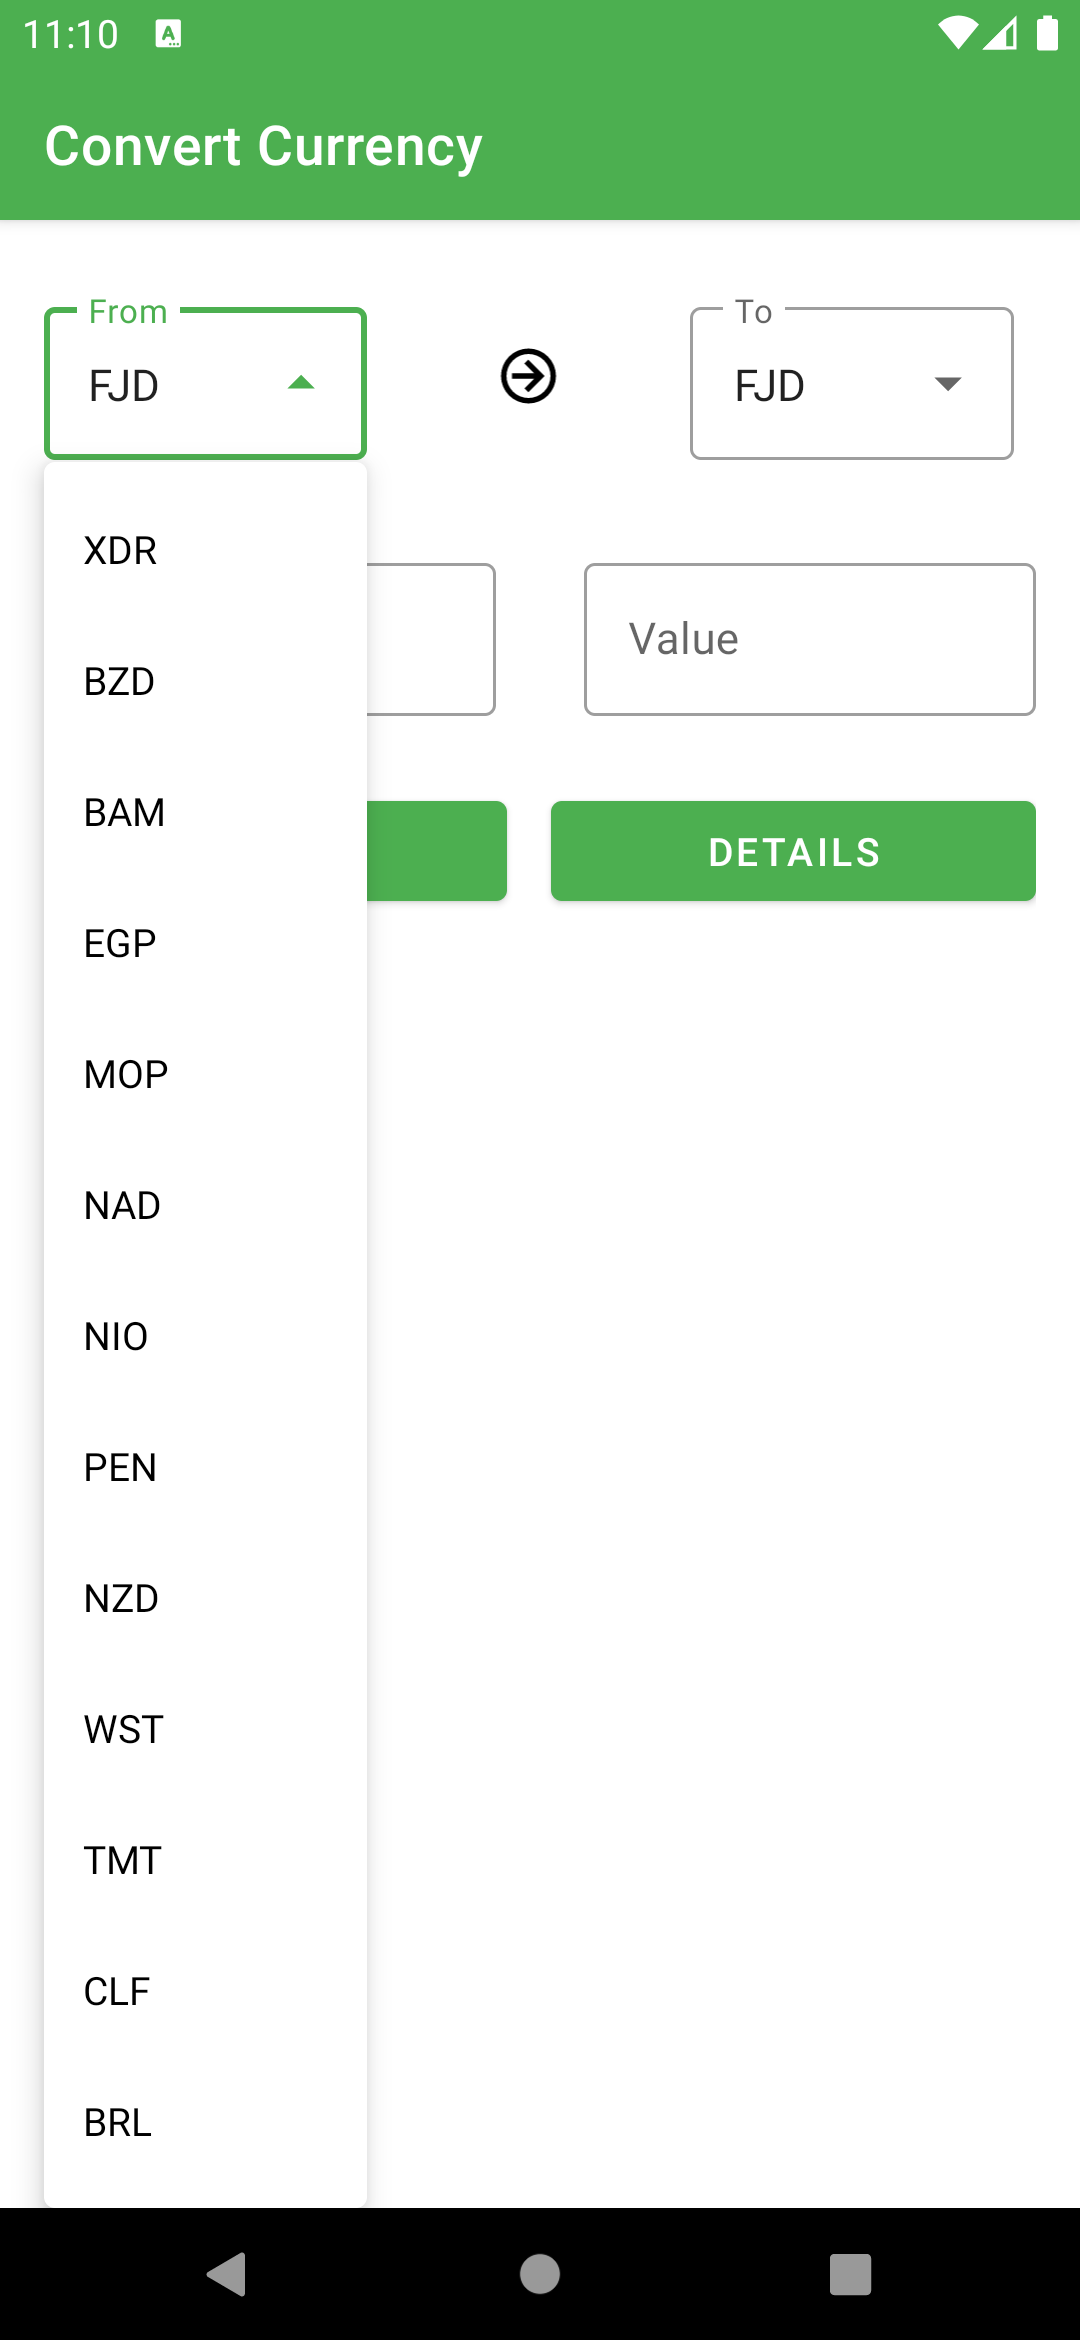 11:10
Convert Currency
From
FJD
To
FJD
XDR
BZD
Value
BAM
DETAILS
EGP
MOP
NAD
NIO
PEN
NZD
WST
TMT
CLF
BRL